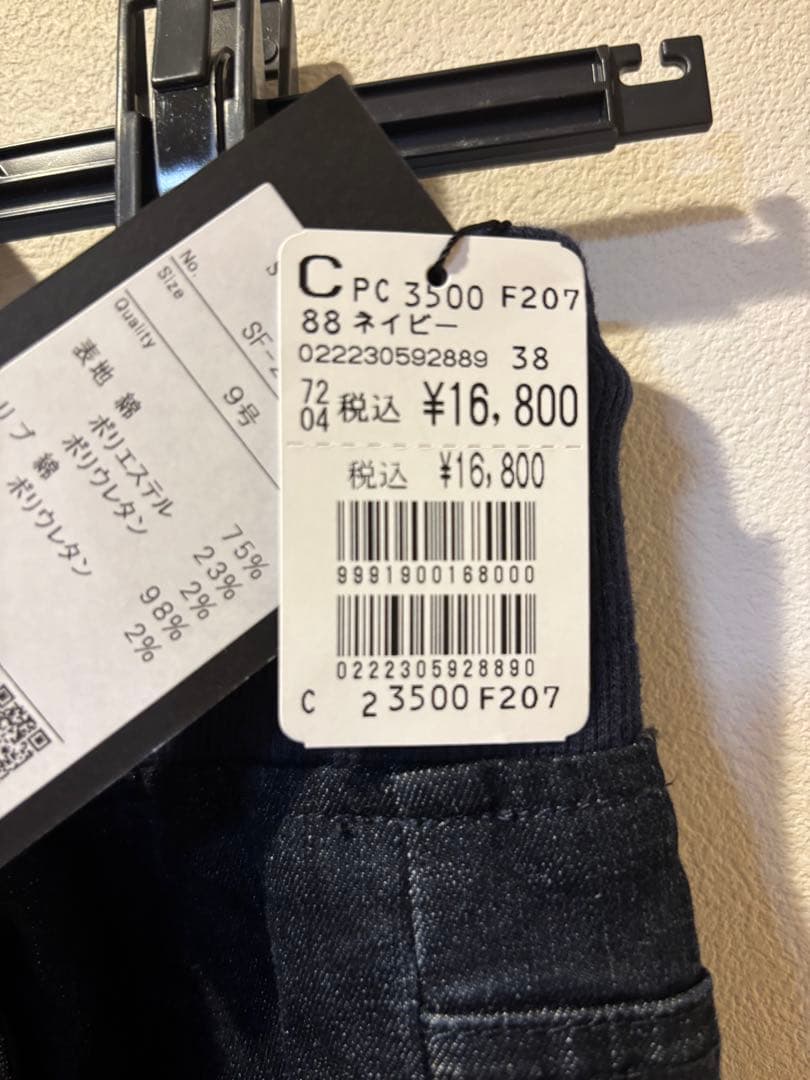 C PC 3500 F207
88 ネイビー
022230592889 38
7204 税込 ¥16,800
税込 ¥16,800
9991900168000
0222305928890
C 2 3500 F207
No. S
Size SF-2
Quality 9号
表地 綿 75%
ポリエステル 23%
ポリウレタン 2%
リブ 綿 98%
ポリウレタン 2%